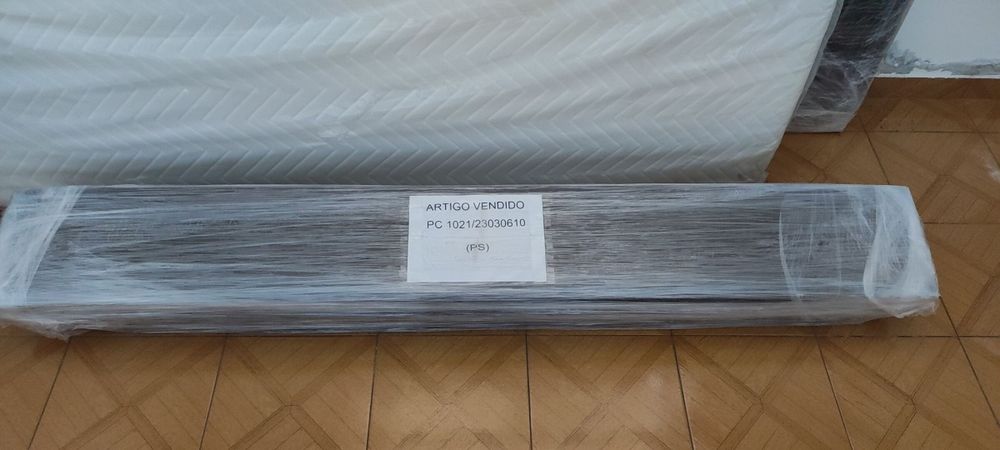 ARTIGO VENDIDO
PC 1021/23030610
(PS)